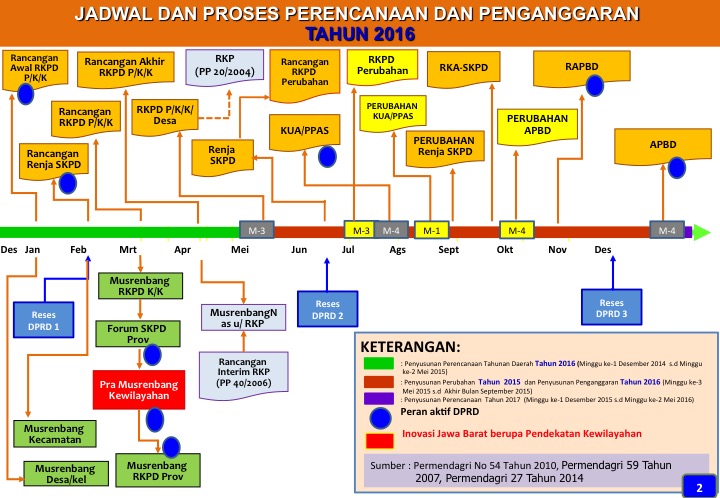 JADWAL DAN PROSES PERENCANAAN DAN PENGANGGARAN
TAHUN 2016
Rancangan
Awal RKPD
P/K/K
Rancangan Akhir
RKPD P/K/K
RKP
(PP 20/2004)
Rancangan
RKPD
Perubahan
RKPD
Perubahan
RKA-SKPD
RAPBD
Rancangan
RKPD P/K/K
RKPD P/K/K/
Desa
KUA/PPAS
PERUBAHAN
KUA/PPAS
PERUBAHAN
APBD
Rancangan
Renja SKPD
Renja
SKPD
PERUBAHAN
Renja SKPD
APBD
M-3
M-3
M-4
M-1
M-4
M-4
Des
Jan
Feb
Mrt
Apr
Mei
Jun
Jul
Ags
Sept
Okt
Nov
Des
Musrenbang
RKPD K/K
Reses
DPRD 1
MusrenbangN
as u/ RKP
Reses
DPRD 2
Reses
DPRD 3
Forum SKPD
Prov
Rancangan
Interim RKP
(PP 40/2006)
Pra Musrenbang
Kewilayahan
Musrenbang
Kecamatan
Musrenbang
Desa/kel
Musrenbang
RKPD Prov
KETERANGAN:
: Penyusunan Perencanaan Tahunan Daerah Tahun 2016 (Minggu ke-1 Desember 2014 s.d Minggu
ke-2 Mei 2015)
: Penyusunan Perubahan Tahun 2015 dan Penyusunan Penganggaran Tahun 2016 (Minggu ke-3
Mei 2015 s.d Akhir Bulan September 2015)
: Penyusunan Perencanaan Tahun 2017 (Minggu ke-1 Desember 2015 s.d Minggu ke-2 Mei 2016)
Peran aktif DPRD
Inovasi Jawa Barat berupa Pendekatan Kewilayahan
Sumber : Permendagri No 54 Tahun 2010, Permendagri 59 Tahun
2007, Permendagri 27 Tahun 2014
2